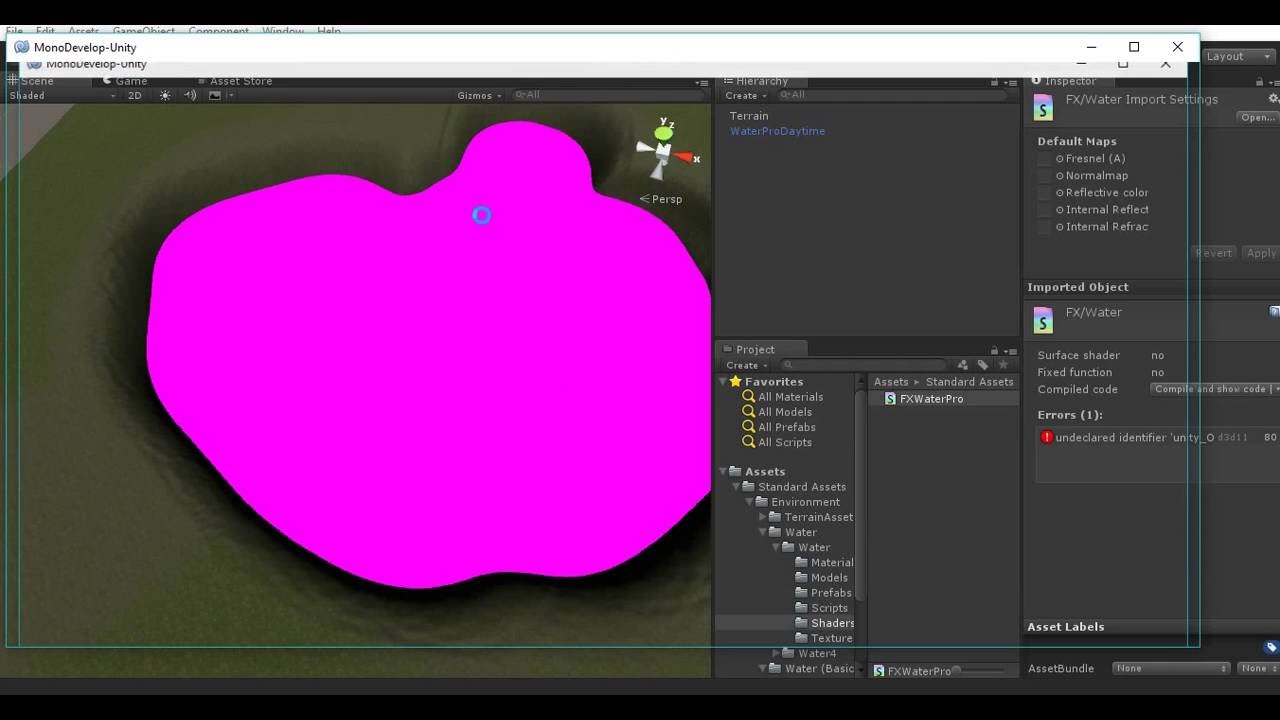 File Edit Assets GameObject Component Window Help
MonoDevelop-Unity
MonoDevelop-Unity
Layout
Scene Game Asset Store
Shaded 2D Gizmos All
y z
x
Persp
Hierarchy
Create All
Terrain
WaterProDaytime
Inspector
FX/Water Import Settings
S
Open...
Default Maps
Fresnel (A)
Normalmap
Reflective color
Internal Reflect
Internal Refrac
Revert Apply
Imported Object
S FX/Water
Surface shader no
Fixed function no
Compiled code Compile and show code
Errors (1):
undeclared identifier 'unity_O d3d11 80
Asset Labels
AssetBundle None None
Project
Create
Favorites
All Materials
All Models
All Prefabs
All Scripts
Assets
Standard Assets
Environment
TerrainAsset
Water
Water
Material
Models
Prefabs
Scripts
Shaders
Texture
Water4
Water (Basic
Assets Standard Assets
S FXWaterPro
S FXWaterPro